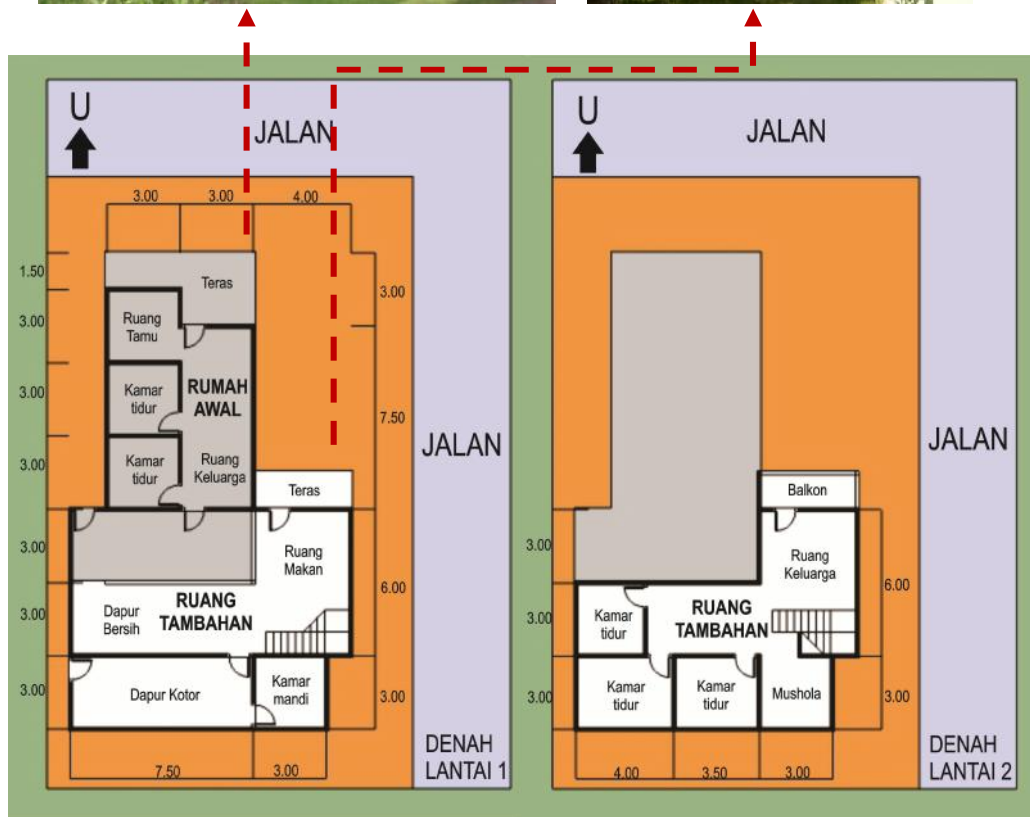 U
JALAN
3.00
3.00
4.00
1.50
Teras
3.00
3.00
Ruang
Tamu
3.00
Kamar
tidur
RUMAH
AWAL
7.50
JALAN
3.00
Kamar
tidur
Ruang
Keluarga
Teras
3.00
Ruang
Makan
6.00
3.00
Dapur
Bersih
RUANG
TAMBAHAN
3.00
Dapur Kotor
Kamar
mandi
3.00
7.50
3.00
DENAH
LANTAI 1
U
JALAN
JALAN
Balkon
3.00
Ruang
Keluarga
6.00
3.00
Kamar
tidur
RUANG
TAMBAHAN
3.00
Kamar
tidur
Kamar
tidur
Mushola
3.00
4.00
3.50
3.00
DENAH
LANTAI 2